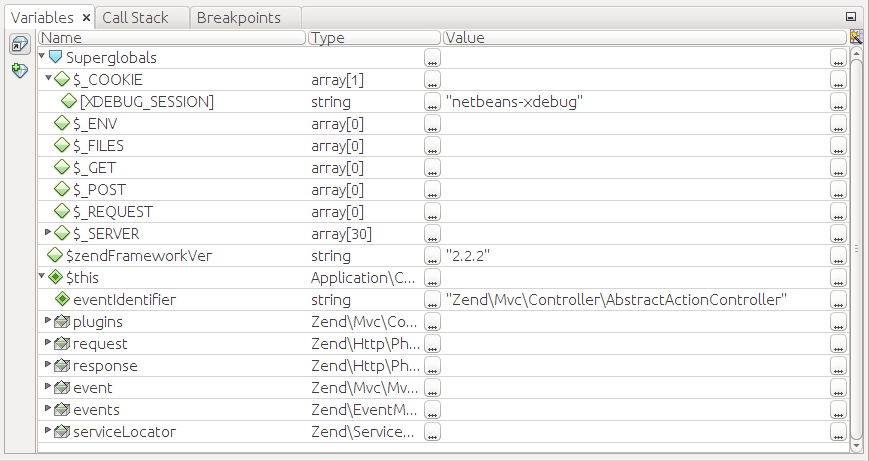 Variables × Call Stack Breakpoints
Name Type Value
Superglobals ...
$_COOKIE array[1] ...
[XDEBUG_SESSION] string ... "netbeans-xdebug" ...
$_ENV array[0] ...
$_FILES array[0] ...
$_GET array[0] ...
$_POST array[0] ...
$_REQUEST array[0] ...
$_SERVER array[30] ...
$zendFrameworkVer string ... "2.2.2" ...
$this Application\C... ...
eventIdentifier string ... "Zend\Mvc\Controller\AbstractActionController" ...
plugins Zend\Mvc\Co... ...
request Zend\Http\Ph... ...
response Zend\Http\Ph... ...
event Zend\Mvc\Mv... ...
events Zend\EventM... ...
serviceLocator Zend\Service... ...